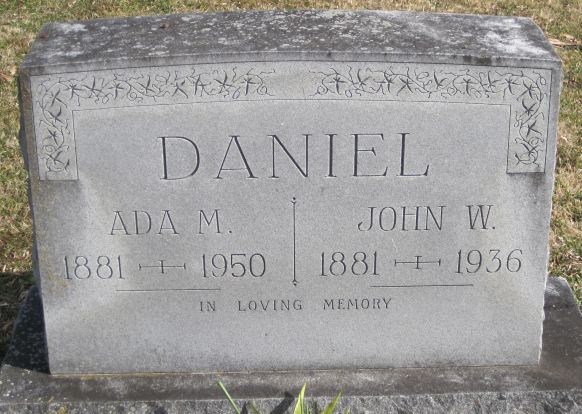 DANIEL
ADA M. JOHN W.
1881 1950 1881 1936
IN LOVING MEMORY